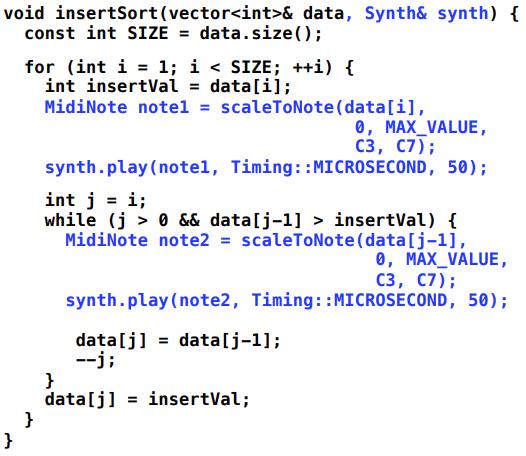 void insertSort(vector<int>& data, Synth& synth) {
  const int SIZE = data.size();

  for (int i = 1; i < SIZE; ++i) {
    int insertVal = data[i];
    MidiNote note1 = scaleToNote(data[i],
                                  0, MAX_VALUE,
                                  C3, C7);
    synth.play(note1, Timing::MICROSECOND, 50);

    int j = i;
    while (j > 0 && data[j-1] > insertVal) {
      MidiNote note2 = scaleToNote(data[j-1],
                                    0, MAX_VALUE,
                                    C3, C7);
      synth.play(note2, Timing::MICROSECOND, 50);

       data[j] = data[j-1];
       --j;
    }
    data[j] = insertVal;
  }
}